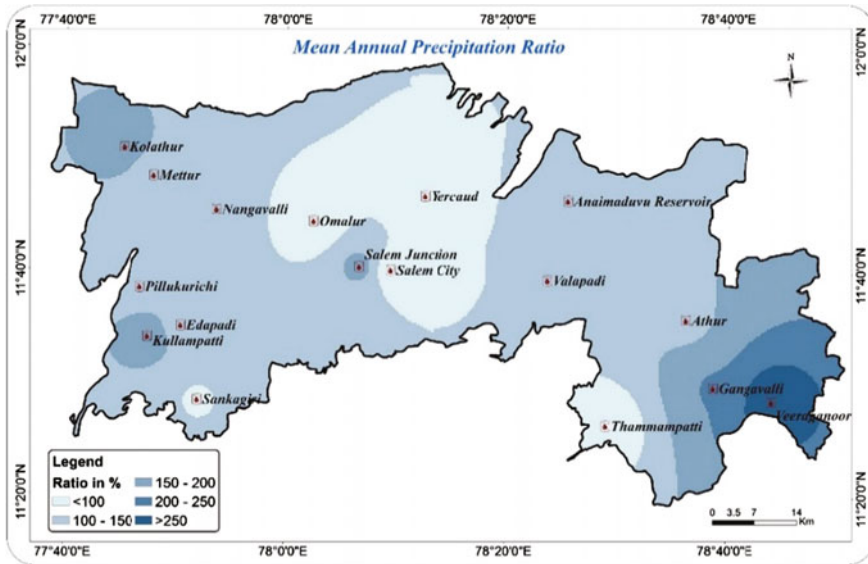 77°40'0"E 78°0'0"E 78°20'0"E 78°40'0"E
Mean Annual Precipitation Ratio
N
12°0'0"N
12°0'0"N
Kolathur
Mettur
Nangavalli
Omalur
Yercaud
Anaimaduvu Reservoir
Salem Junction
Salem City
11°40'0"N
11°40'0"N
Pillukurichi
Valapadi
Edapadi
Kullampatti
Athur
Sankagiri
Gangavalli
Veeraganoor
Thammampatti
Legend
Ratio in %
<100
100 - 150
150 - 200
200 - 250
>250
11°20'0"N
11°20'0"N
0 3.5 7 14
Km
77°40'0"E 78°0'0"E 78°20'0"E 78°40'0"E